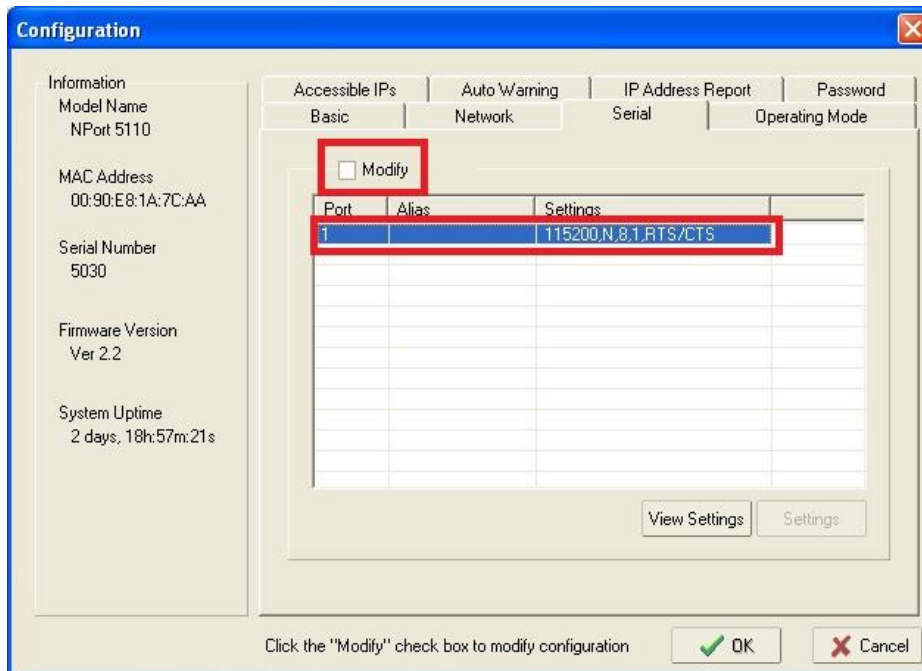 Configuration
Information
Model Name
NPort 5110
MAC Address
00:90:E8:1A:7C:AA
Serial Number
5030
Firmware Version
Ver 2.2
System Uptime
2 days, 18h:57m:21s
Accessible IPs Auto Warning IP Address Report Password
Basic Network Serial Operating Mode
Modify
Port Alias Settings
1 115200,N,8,1,RTS/CTS
View Settings Settings
Click the "Modify" check box to modify configuration OK Cancel